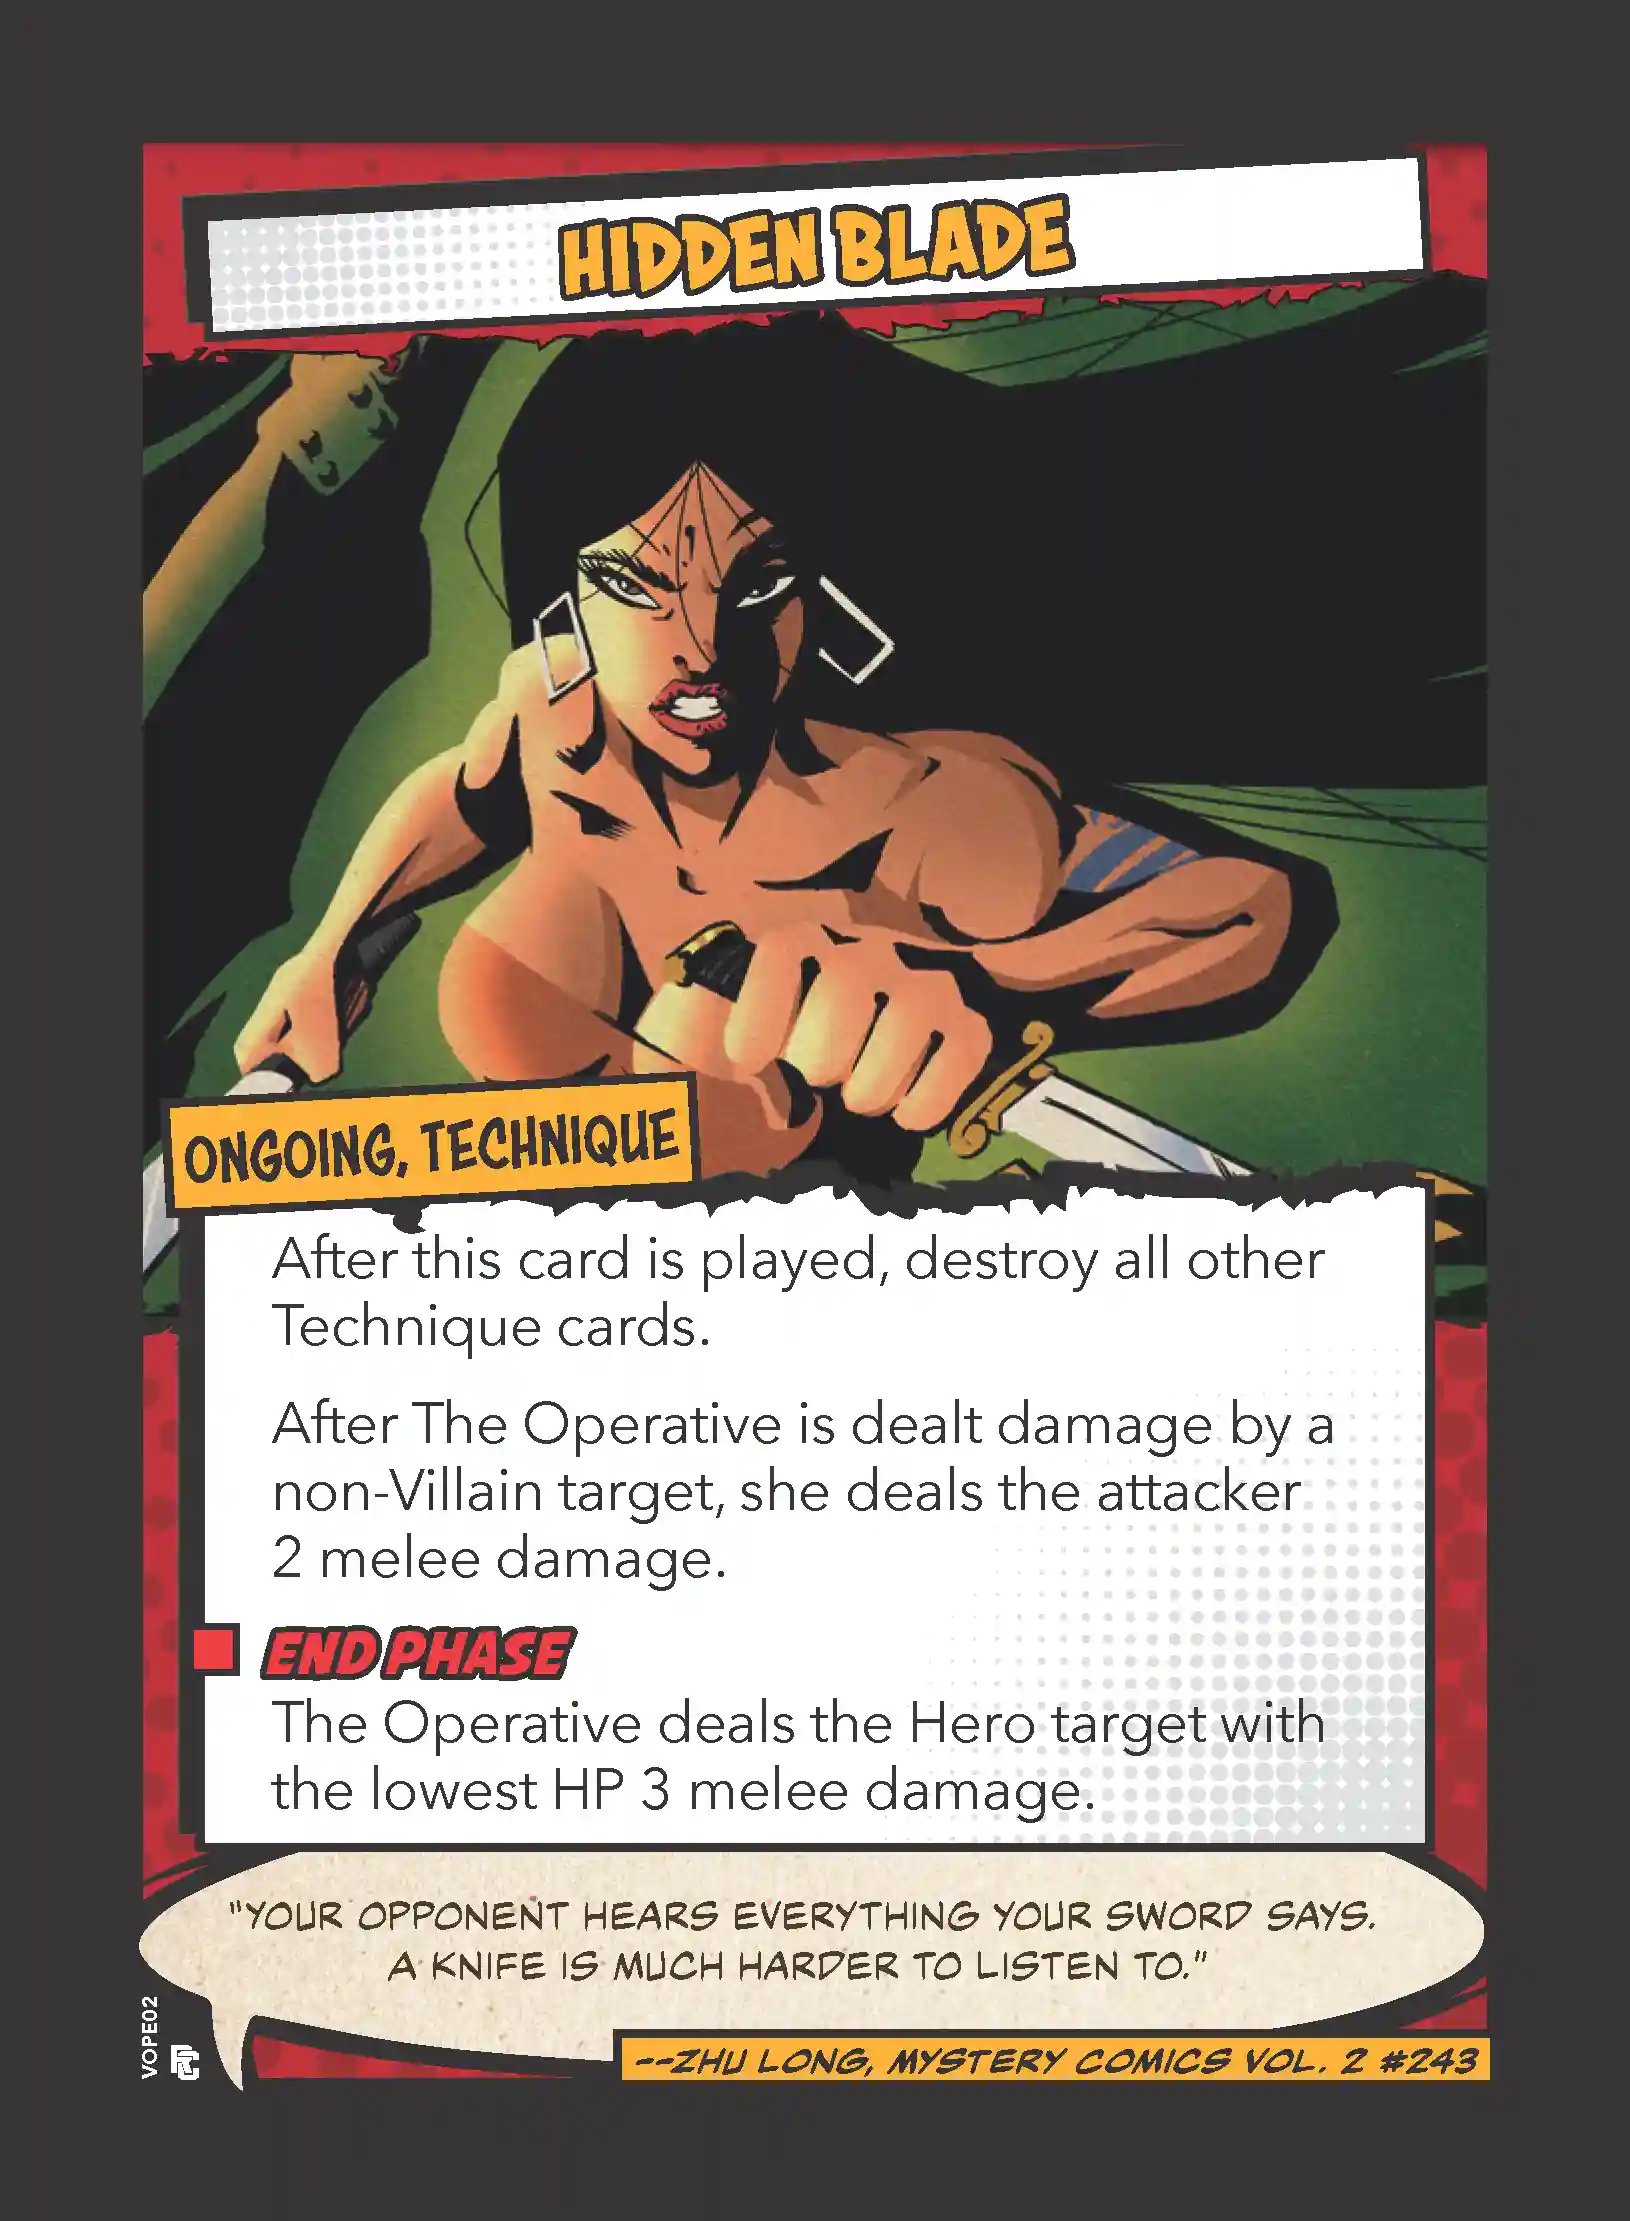 HIDDEN BLADE
ONGOING, TECHNIQUE
After this card is played, destroy all other
Technique cards.
After The Operative is dealt damage by a
non-Villain target, she deals the attacker
2 melee damage.
END PHASE
The Operative deals the Hero target with
the lowest HP 3 melee damage.
"YOUR OPPONENT HEARS EVERYTHING YOUR SWORD SAYS.
A KNIFE IS MUCH HARDER TO LISTEN TO."
--ZHU LONG, MYSTERY COMICS VOL. 2 #243
VOPE02